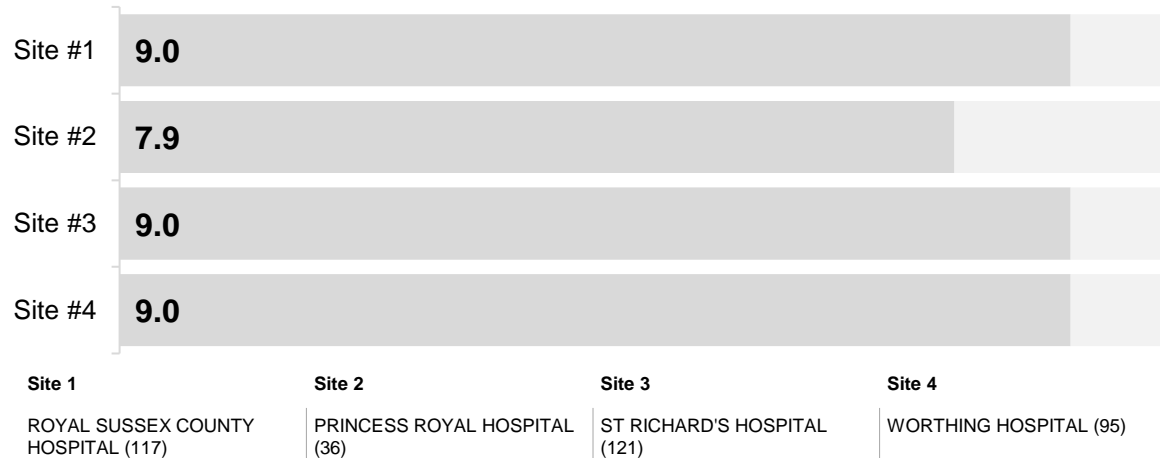 Site #1 9.0
Site #2 7.9
Site #3 9.0
Site #4 9.0
Site 1 Site 2 Site 3 Site 4
ROYAL SUSSEX COUNTY
HOSPITAL (117)
PRINCESS ROYAL HOSPITAL
(36)
ST RICHARD'S HOSPITAL
(121)
WORTHING HOSPITAL (95)